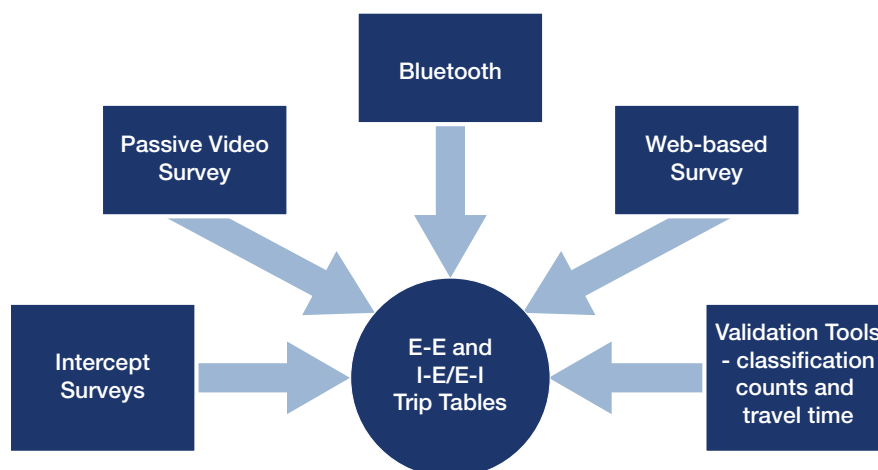 Bluetooth
Passive Video
Survey
Web-based
Survey
Intercept
Surveys
E-E and
I-E/E-I
Trip Tables
Validation Tools
- classification
counts and
travel time